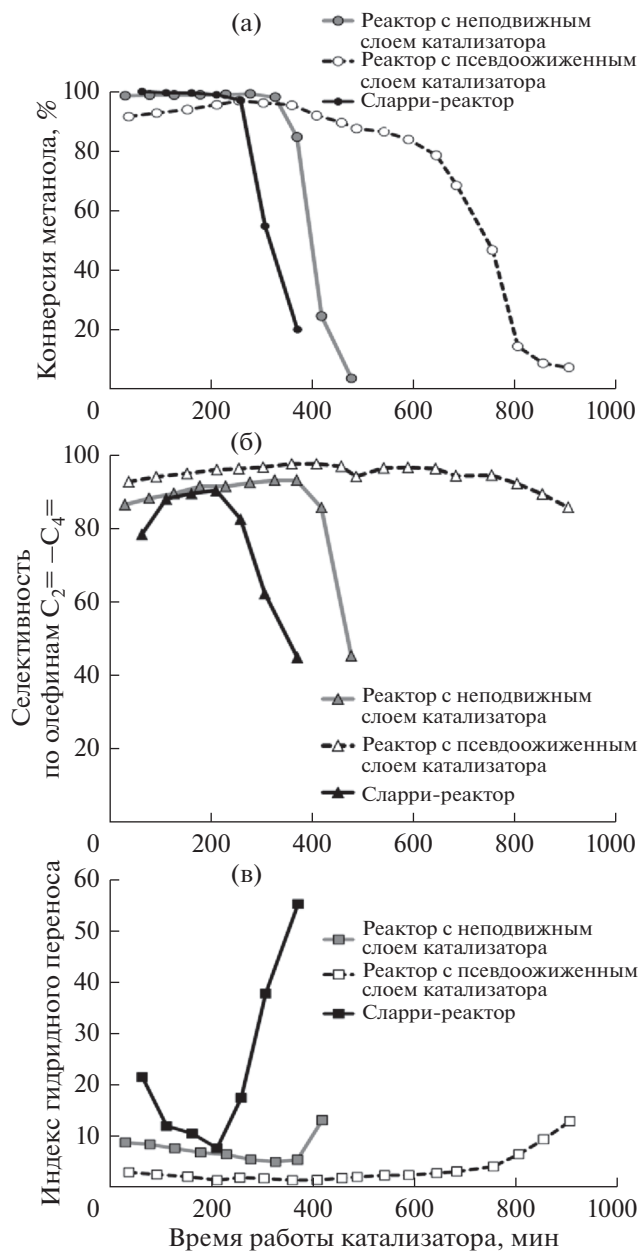 (а)
Реактор с неподвижным
слоем катализатора
Реактор с псевдоожиженным
слоем катализатора
Сларри-реактор
Конверсия метанола, %
100
80
60
40
20
0
200
400
600
800
1000
(б)
Селективность
по олефинам C₂= –C₄=
100
80
60
40
20
Реактор с неподвижным
слоем катализатора
Реактор с псевдоожиженным
слоем катализатора
Сларри-реактор
0
200
400
600
800
1000
(в)
Индекс гидридного переноса
60
50
40
30
20
10
Реактор с неподвижным
слоем катализатора
Реактор с псевдоожиженным
слоем катализатора
Сларри-реактор
0
200
400
600
800
1000
Время работы катализатора, мин